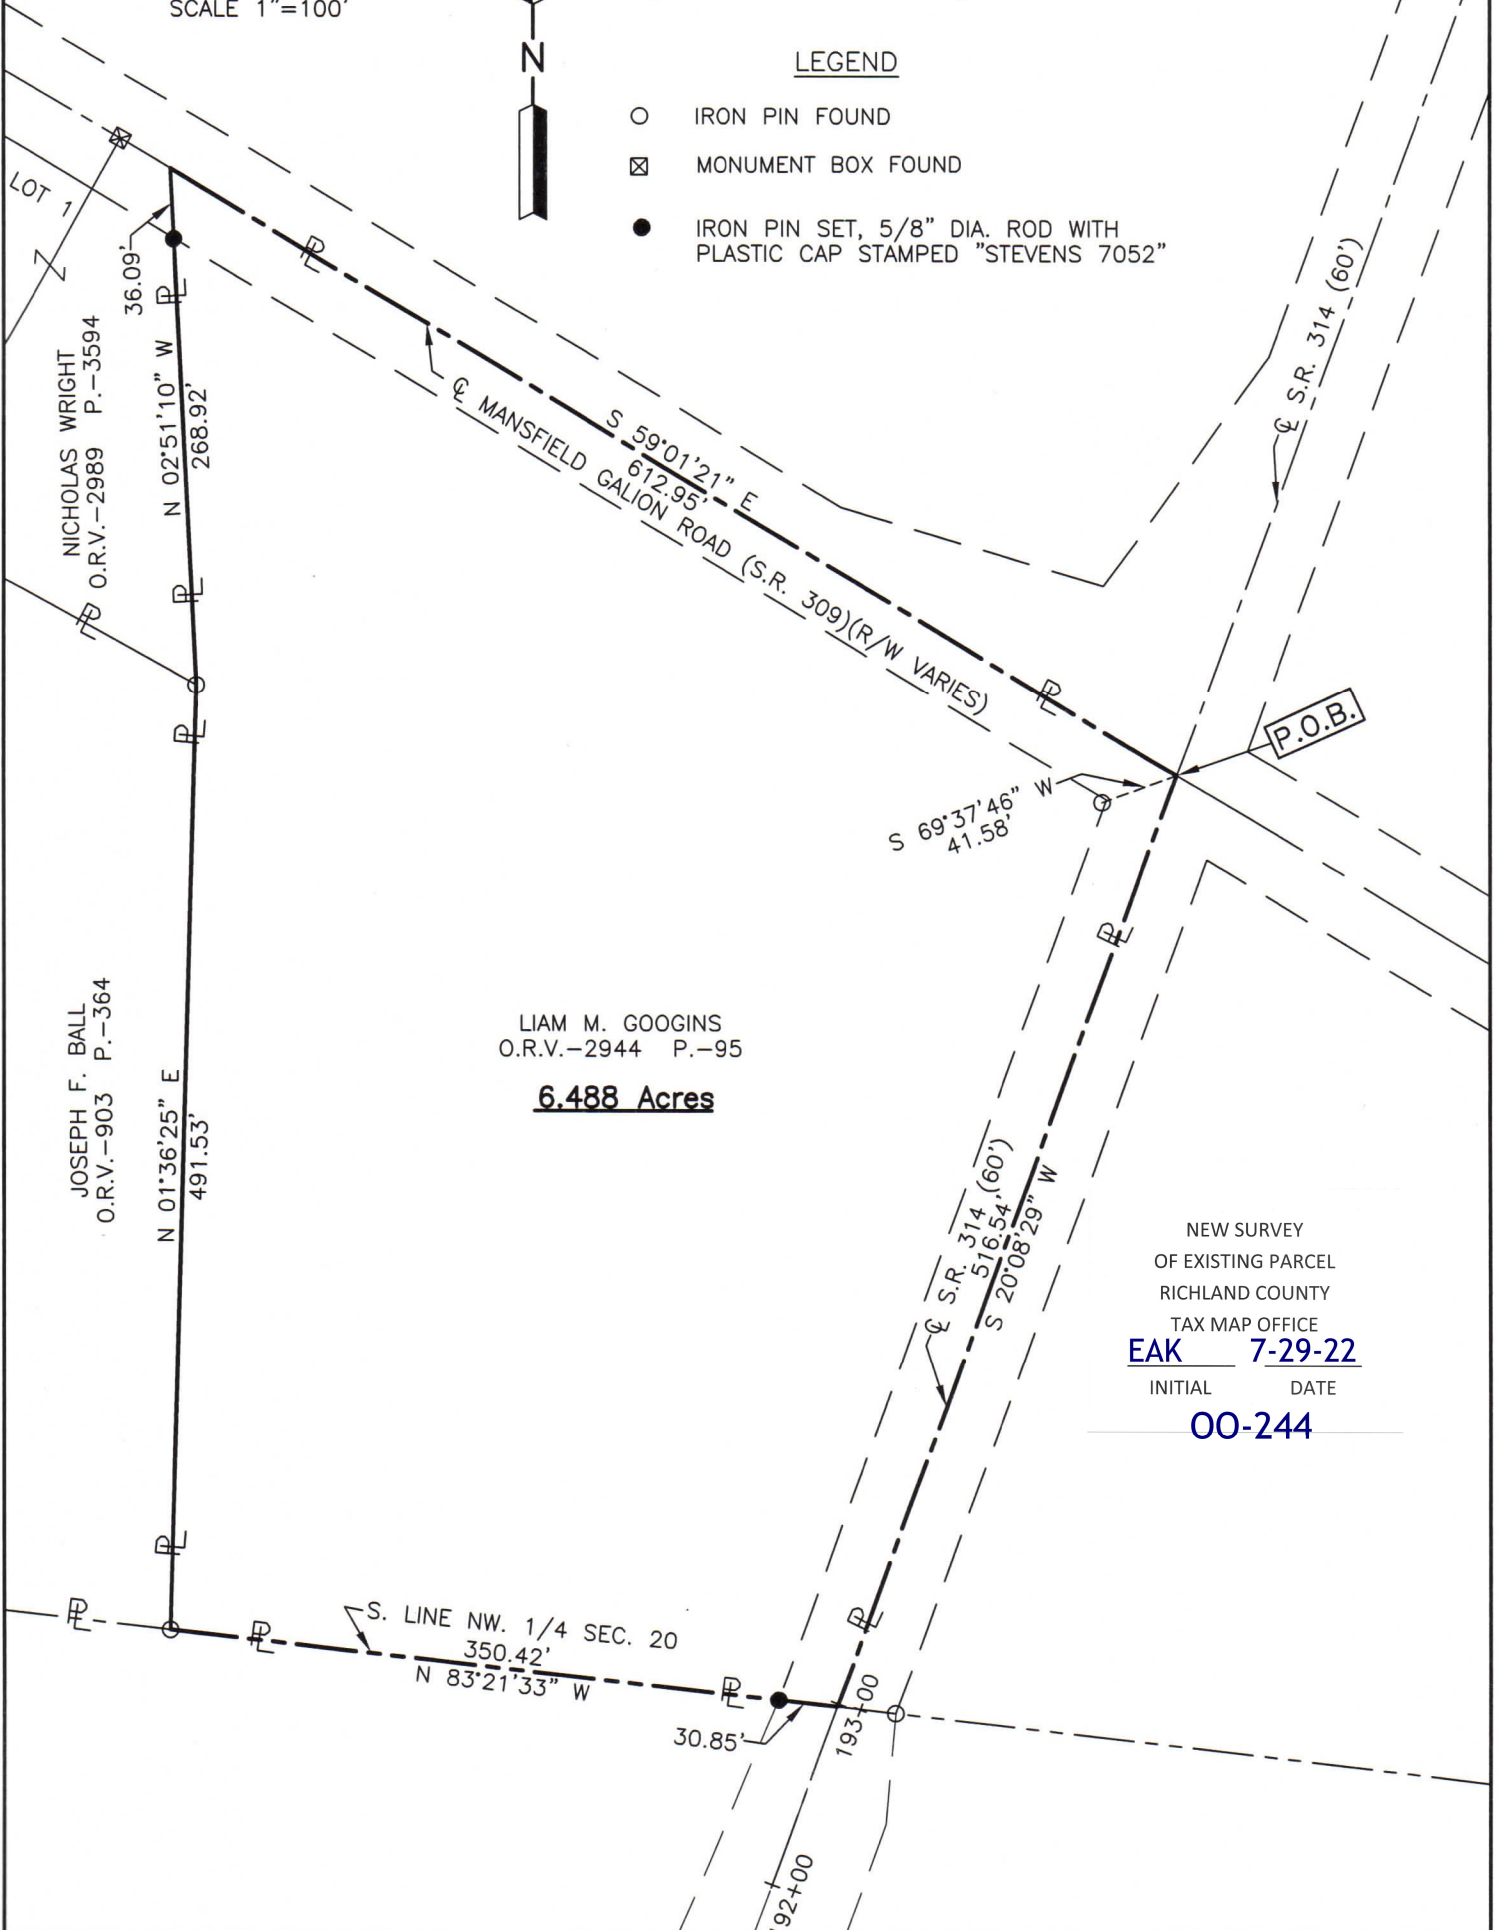 SCALE 1"=100'
N
LEGEND
IRON PIN FOUND
MONUMENT BOX FOUND
IRON PIN SET, 5/8" DIA. ROD WITH
PLASTIC CAP STAMPED "STEVENS 7052"
LOT 1
36.09'
NICHOLAS WRIGHT
O.R.V.-2989 P.-3594
N 02°51'10" W
268.92'
S 59°01'21" E
612.95'
℄ MANSFIELD GALION ROAD (S.R. 309)(R/W VARIES)
℄ S.R. 314 (60')
P.O.B.
S 69°37'46" W
41.58'
JOSEPH F. BALL
O.R.V.-903 P.-364
N 01°36'25" E
491.53'
LIAM M. GOOGINS
O.R.V.-2944 P.-95
6.488 Acres
℄ S.R. 314 (60')
516.54'
S 20°08'29" W
NEW SURVEY
OF EXISTING PARCEL
RICHLAND COUNTY
TAX MAP OFFICE
EAK 7-29-22
INITIAL DATE
OO-244
S. LINE NW. 1/4 SEC. 20
350.42'
N 83°21'33" W
30.85'
193+00
92+00